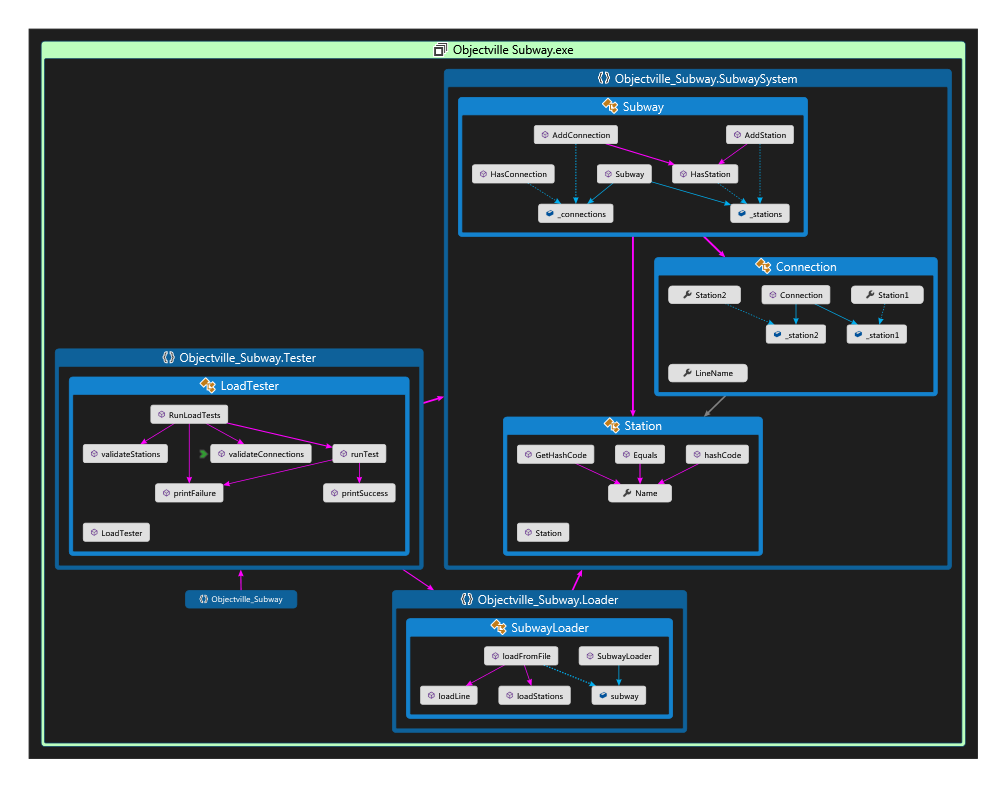 Objectville Subway.exe
Objectville_Subway.SubwaySystem
Subway
AddConnection
AddStation
HasConnection
Subway
HasStation
_connections
_stations
Connection
Station2
Connection
Station1
_station2
_station1
LineName
Objectville_Subway.Tester
LoadTester
RunLoadTests
validateStations
validateConnections
runTest
printFailure
printSuccess
LoadTester
Station
GetHashCode
Equals
hashCode
Name
Station
Objectville_Subway
Objectville_Subway.Loader
SubwayLoader
loadFromFile
SubwayLoader
loadLine
loadStations
subway